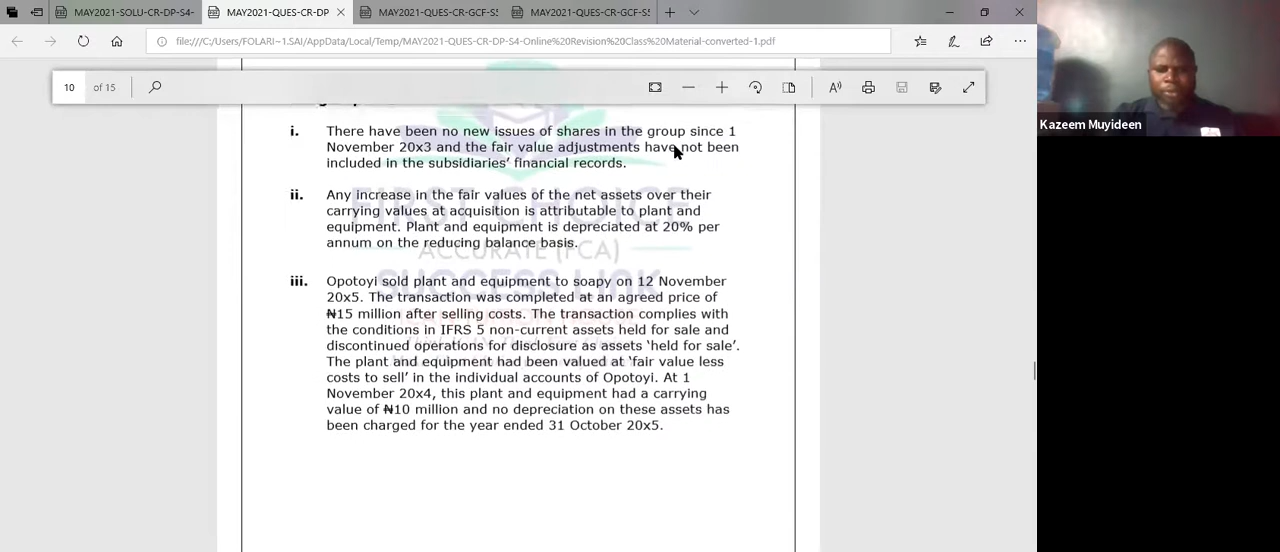 MAY2021-SOLU-CR-DP-S4-
MAY2021-QUES-CR-DP
MAY2021-QUES-CR-GCF-S5
MAY2021-QUES-CR-GCF-S5
file:///C:/Users/FOLARI~1.SAI/AppData/Local/Temp/MAY2021-QUES-CR-DP-S4-Online%20Revision%20Class%20Material-converted-1.pdf
10 of 15
Kazeem Muyideen
i. There have been no new issues of shares in the group since 1
November 20x3 and the fair value adjustments have not been
included in the subsidiaries' financial records.
ii. Any increase in the fair values of the net assets over their
carrying values at acquisition is attributable to plant and
equipment. Plant and equipment is depreciated at 20% per
annum on the reducing balance basis.
iii. Opotoyi sold plant and equipment to soapy on 12 November
20x5. The transaction was completed at an agreed price of
₦15 million after selling costs. The transaction complies with
the conditions in IFRS 5 non-current assets held for sale and
discontinued operations for disclosure as assets 'held for sale'.
The plant and equipment had been valued at 'fair value less
costs to sell' in the individual accounts of Opotoyi. At 1
November 20x4, this plant and equipment had a carrying
value of ₦10 million and no depreciation on these assets has
been charged for the year ended 31 October 20x5.
FIRST CHOICE
ACCURATE (FCA)
SUCCESS LINK